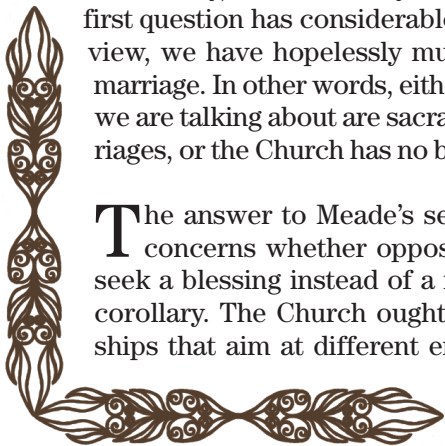 first question has considerabl
view, we have hopelessly mu
marriage. In other words, eith
we are talking about are sacra
riages, or the Church has no b
The answer to Meade's se
concerns whether oppos
seek a blessing instead of a
corollary. The Church ought
ships that aim at different e